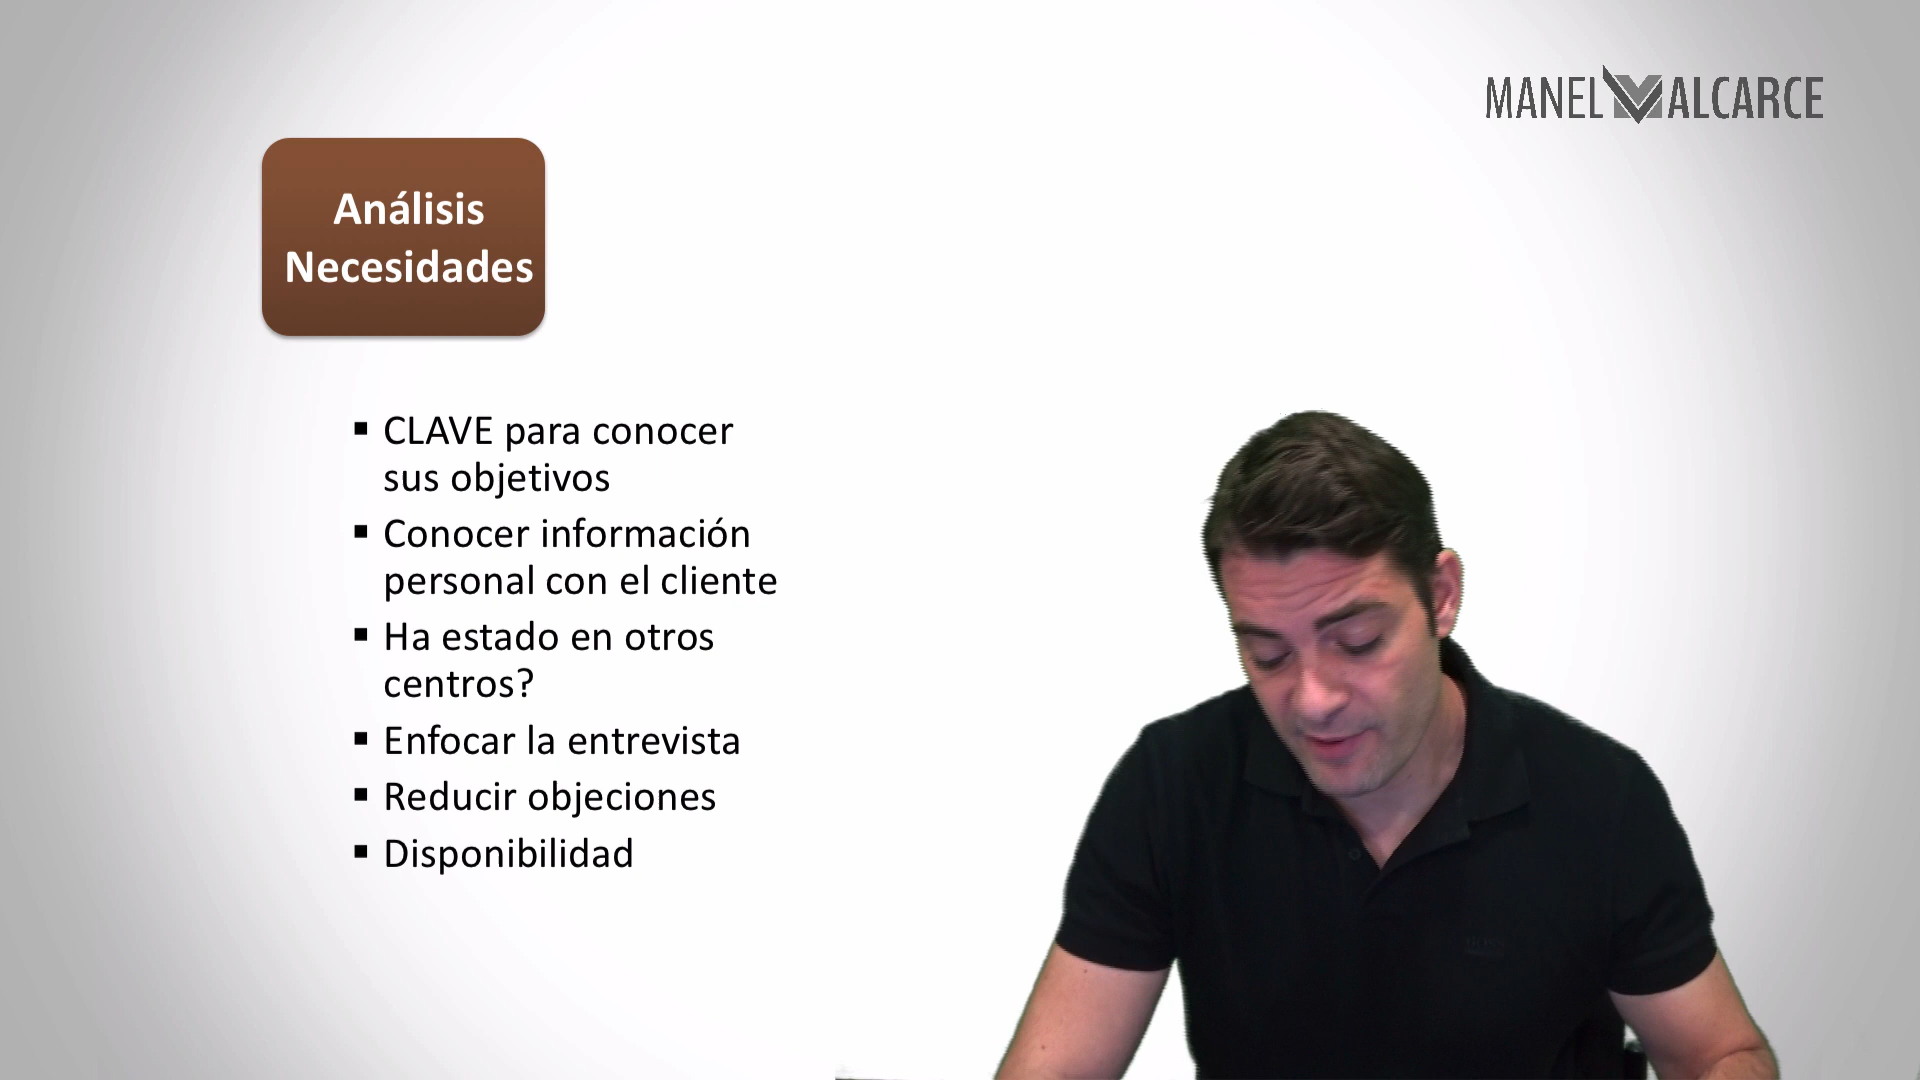 MANEL VALCARCE
Análisis
Necesidades
▪ CLAVE para conocer
sus objetivos
▪ Conocer información
personal con el cliente
▪ Ha estado en otros
centros?
▪ Enfocar la entrevista
▪ Reducir objeciones
▪ Disponibilidad